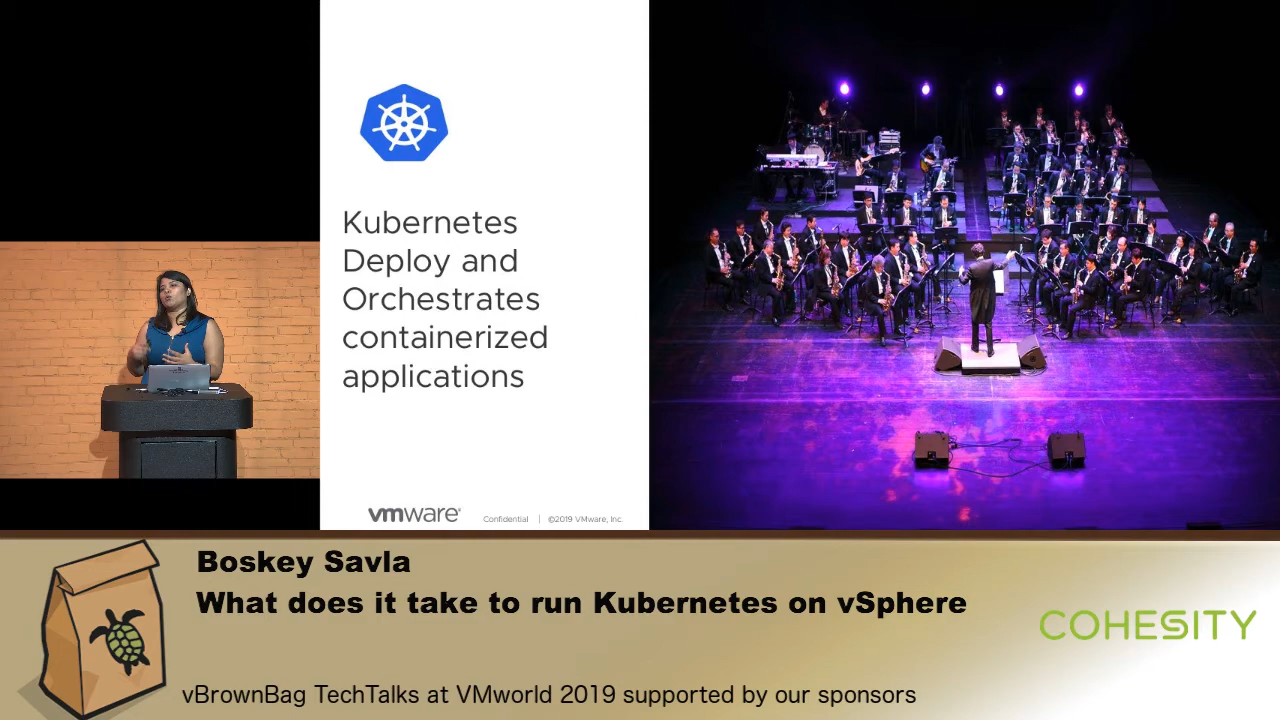 Kubernetes
Deploy and
Orchestrates
containerized
applications
vmware®
Confidential | ©2019 VMware, Inc.
Boskey Savla
What does it take to run Kubernetes on vSphere
COHESITY
vBrownBag TechTalks at VMworld 2019 supported by our sponsors